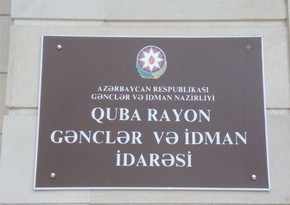 AZƏRBAYCAN RESPUBLİKASI
GƏNCLƏR VƏ İDMAN NAZİRLİYİ
QUBA RAYON
GƏNCLƏR VƏ İDMAN
İDARƏSİ